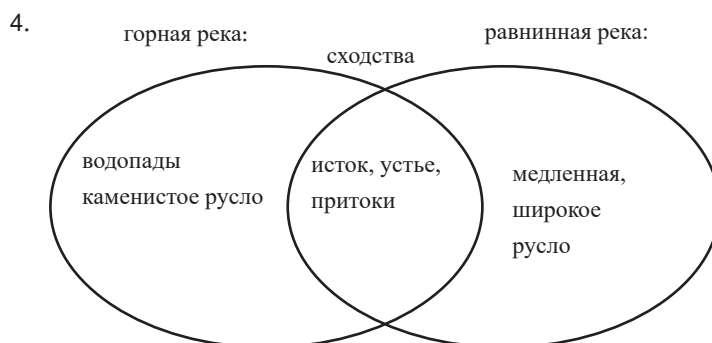 4.
горная река:
сходства
равнинная река:
водопады
каменистое русло
исток, устье,
притоки
медленная,
широкое
русло